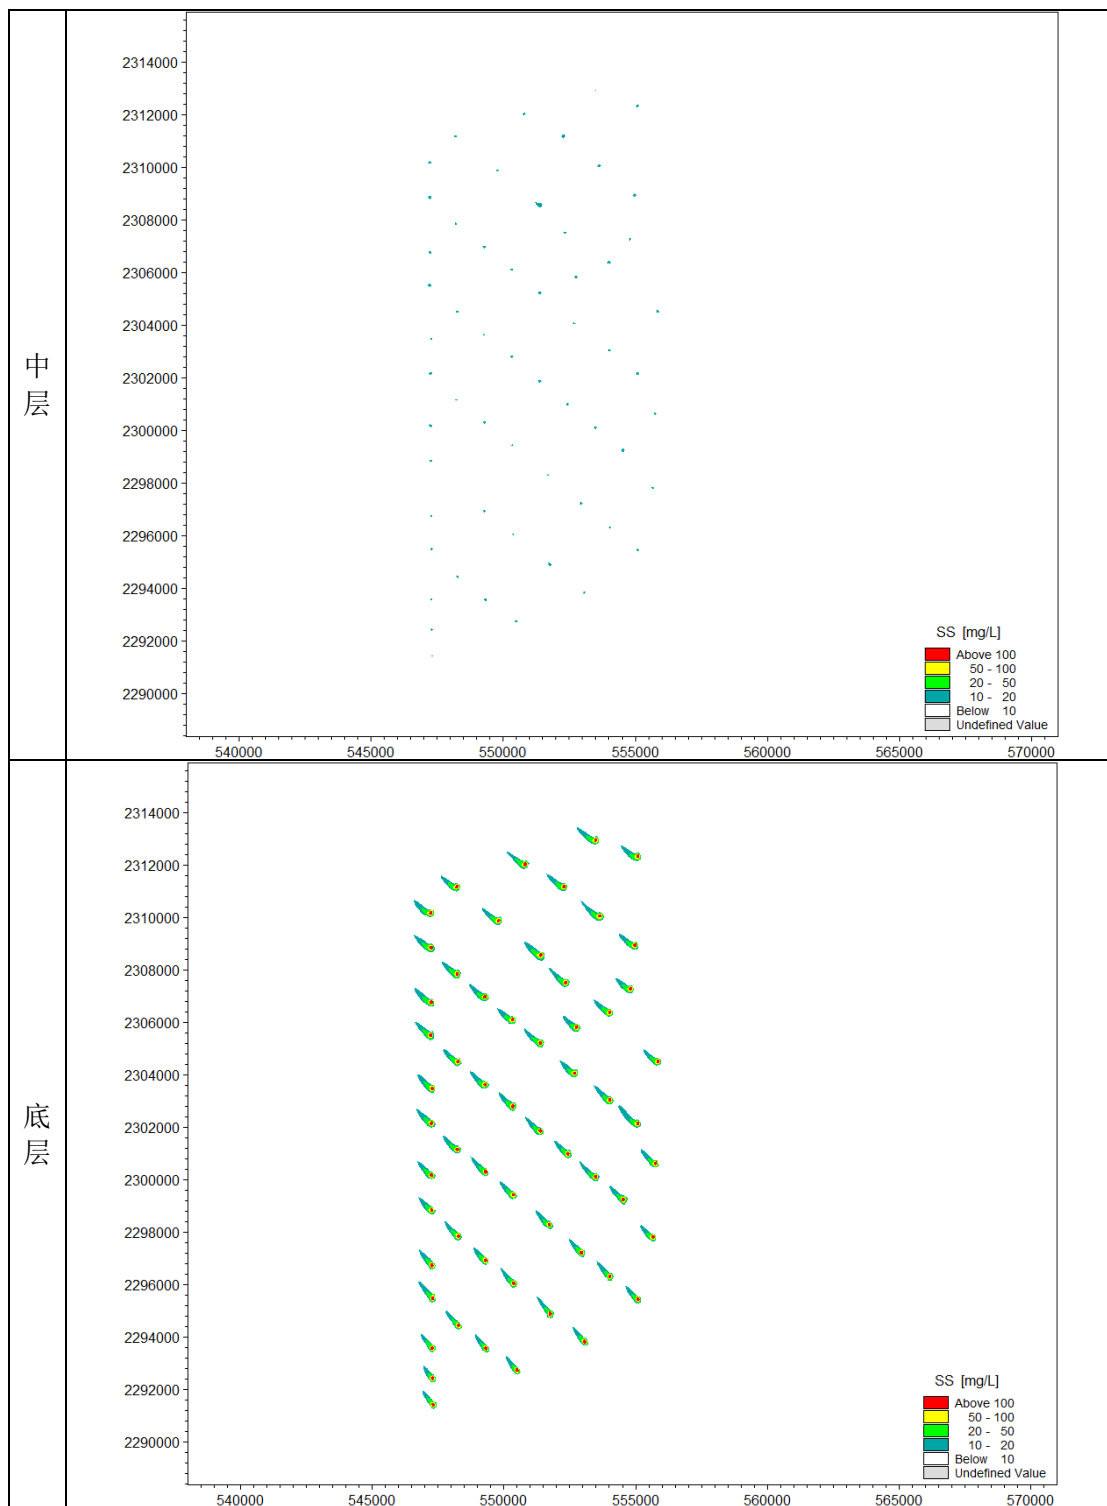 中
层
2314000
2312000
2310000
2308000
2306000
2304000
2302000
2300000
2298000
2296000
2294000
2292000
2290000
540000 545000 550000 555000 560000 565000 570000
SS [mg/L]
Above 100
50 - 100
20 - 50
10 - 20
Below 10
Undefined Value
底
层
2314000
2312000
2310000
2308000
2306000
2304000
2302000
2300000
2298000
2296000
2294000
2292000
2290000
540000 545000 550000 555000 560000 565000 570000
SS [mg/L]
Above 100
50 - 100
20 - 50
10 - 20
Below 10
Undefined Value